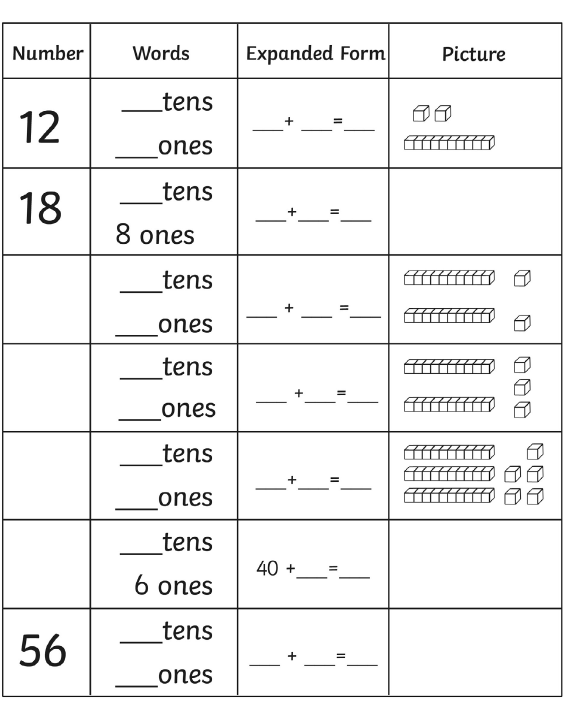 Number Words Expanded Form Picture
12
___tens
___ones
___+ ___=___
18
___tens
8 ones
___+___=___
___tens
___ones
___ + ___ =___
___tens
___ones
___ +___=___
___tens
___ones
___+___=___
___tens
6 ones
40 +___=___
56
___tens
___ones
___ + ___=___